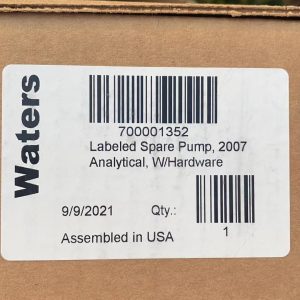 Waters
700001352
Labeled Spare Pump, 2007
Analytical, W/Hardware
9/9/2021 Qty.:
1
Assembled in USA